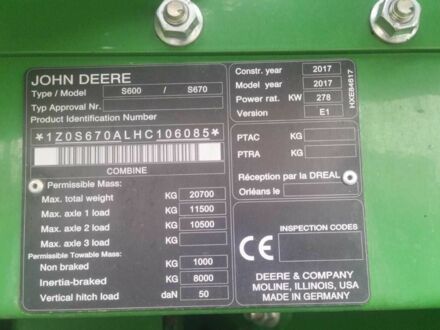 JOHN DEERE
Type / Model S600 / S670
Typ Approval Nr.
Product Identification Number
*1Z0S670ALHC106085*
COMBINE
Permissible Mass:
Max. total weight KG 20700
Max. axle 1 load KG 11500
Max. axle 2 load KG 10500
Max. axle 3 load KG
Permissible Towable Mass:
Non braked KG 1000
Inertia-braked KG 8000
Vertical hitch load daN 50
Constr. year 2017
Model year 2017
Power rat. KW 278
Version E1
HXE84617
PTAC KG
PTRA KG
Réception par la DREAL
Orléans le
CE
INSPECTION CODES
DEERE & COMPANY
MOLINE, ILLINOIS, USA
MADE IN GERMANY